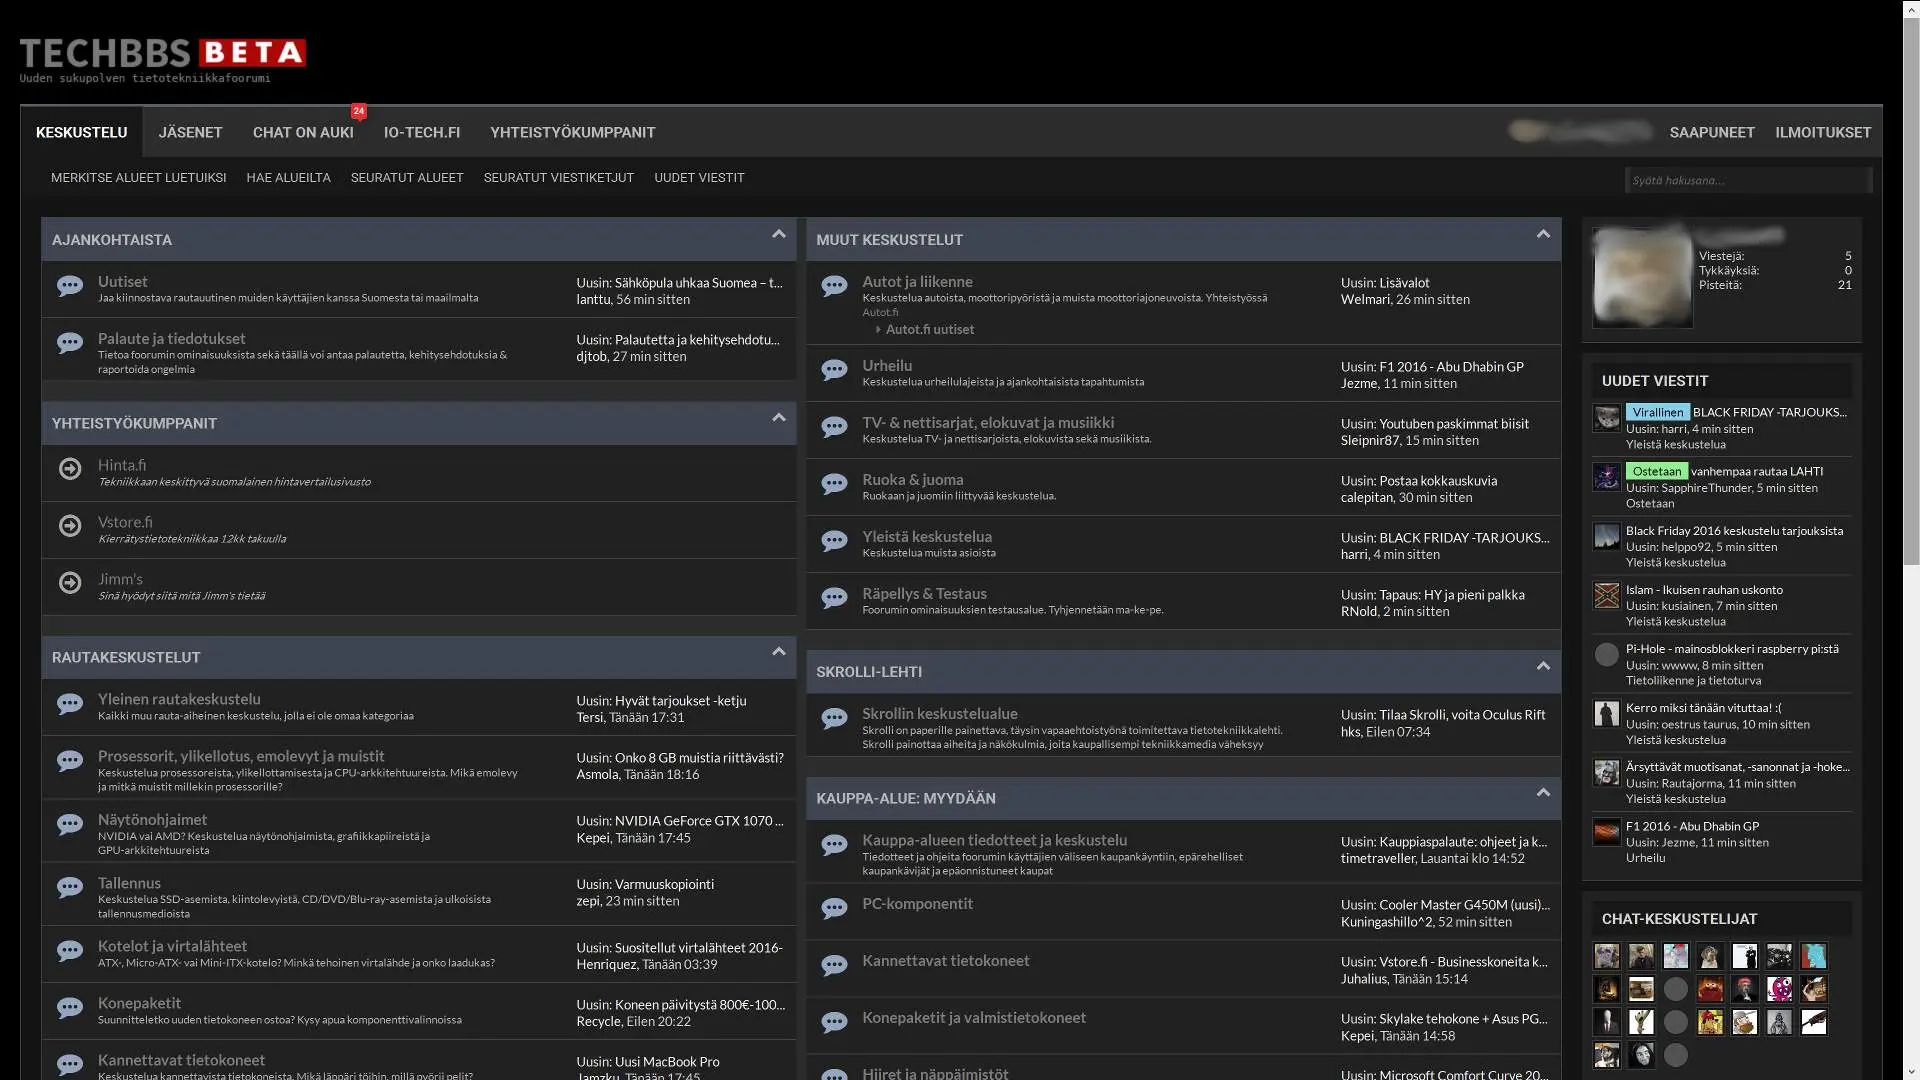 TECHBBS BETA
Uuden sukupolven tietotekniikkafoorumi
24
KESKUSTELU JÄSENET CHAT ON AUKI IO-TECH.FI YHTEISTYÖKUMPPANIT SAAPUNEET ILMOITUKSET
MERKITSE ALUEET LUETUIKSI HAE ALUEILTA SEURATUT ALUEET SEURATUT VIESTIKETJUT UUDET VIESTIT
Syötä hakusana...
AJANKOHTAISTA
Uutiset
Jaa kiinnostava rautauutinen muiden käyttäjien kanssa Suomesta tai maailmalta
Uusin: Sähköpula uhkaa Suomea – t...
Ianttu, 56 min sitten
Palaute ja tiedotukset
Tietoa foorumin ominaisuuksista sekä täällä voi antaa palautetta, kehitysehdotuksia &
raportoida ongelmia
Uusin: Palautetta ja kehitysehdotu...
djtob, 27 min sitten
YHTEISTYÖKUMPPANIT
Hinta.fi
Tekniikkaan keskittyvä suomalainen hintavertailusivusto
Vstore.fi
Kierrätystietotekniikkaa 12kk takuulla
Jimm's
Sinä hyödyt siitä mitä Jimm's tietää
RAUTAKESKUSTELUT
Yleinen rautakeskustelu
Kaikki muu rauta-aiheinen keskustelu, jolla ei ole omaa kategoriaa
Uusin: Hyvät tarjoukset -ketju
Tersi, Tänään 17:31
Prosessorit, ylikellotus, emolevyt ja muistit
Keskustelua prosessoreista, ylikellottamisesta ja CPU-arkkitehtuureista. Mikä emolevy
ja mitkä muistit millekin prosessorille?
Uusin: Onko 8 GB muistia riittävästi?
Asmola, Tänään 18:16
Näytönohjaimet
NVIDIA vai AMD? Keskustelua näytönohjaimista, grafiikkapiireistä ja
GPU-arkkitehtuureista
Uusin: NVIDIA GeForce GTX 1070 ...
Kepei, Tänään 17:45
Tallennus
Keskustelua SSD-asemista, kiintolevyistä, CD/DVD/Blu-ray-asemista ja ulkoisista
tallennusmedioista
Uusin: Varmuuskopiointi
zepi, 23 min sitten
Kotelot ja virtalähteet
ATX-, Micro-ATX- vai Mini-ITX-kotelo? Minkä tehoinen virtalähde ja onko laadukas?
Uusin: Suositellut virtalähteet 2016-
Henriquez, Tänään 03:39
Konepaketit
Suunnitteletko uuden tietokoneen ostoa? Kysy apua komponenttivalinnoissa
Uusin: Koneen päivitystä 800€-100...
Recycle, Eilen 20:22
Kannettavat tietokoneet
Keskustelua kannettavista tietokoneista. Mikä läppäri töihin, millä pyörii pelit?
Uusin: Uusi MacBook Pro
Jamzku, Tänään 17:45
MUUT KESKUSTELUT
Autot ja liikenne
Keskustelua autoista, moottoripyöristä ja muista moottoriajoneuvoista. Yhteistyössä
Autot.fi
Autot.fi uutiset
Uusin: Lisävalot
Welmari, 26 min sitten
Urheilu
Keskustelua urheilulajeista ja ajankohtaisista tapahtumista
Uusin: F1 2016 - Abu Dhabin GP
Jezme, 11 min sitten
TV- & nettisarjat, elokuvat ja musiikki
Keskustelua TV- ja nettisarjoista, elokuvista sekä musiikista.
Uusin: Youtuben paskimmat biisit
Sleipnir87, 15 min sitten
Ruoka & juoma
Ruokaan ja juomiin liittyvää keskustelua.
Uusin: Postaa kokkauskuvia
calepitan, 30 min sitten
Yleistä keskustelua
Keskustelua muista asioista
Uusin: BLACK FRIDAY -TARJOUKS...
harri, 4 min sitten
Räpellys & Testaus
Foorumin ominaisuuksien testausalue. Tyhjennetään ma-ke-pe.
Uusin: Tapaus: HY ja pieni palkka
RNold, 2 min sitten
SKROLLI-LEHTI
Skrollin keskustelualue
Skrolli on paperille painettava, täysin vapaaehtoistyönä toimitettava tietotekniikkalehti.
Skrolli painottaa aiheita ja näkökulmia, joita kaupallisempi tekniikkamedia väheksyy
Uusin: Tilaa Skrolli, voita Oculus Rift
hks, Eilen 07:34
KAUPPA-ALUE: MYYDÄÄN
Kauppa-alueen tiedotteet ja keskustelu
Tiedotteet ja ohjeita foorumin käyttäjien väliseen kaupankäyntiin, epärehelliset
kaupankävijät ja epäonnistuneet kaupat
Uusin: Kauppiaspalaute: ohjeet ja k...
timetraveller, Lauantai klo 14:52
PC-komponentit
Uusin: Cooler Master G450M (uusi)...
Kuningashillo^2, 52 min sitten
Kannettavat tietokoneet
Uusin: Vstore.fi - Businesskoneita k...
Juhalius, Tänään 15:14
Konepaketit ja valmistietokoneet
Uusin: Skylake tehokone + Asus PG...
Kepei, Tänään 14:58
Hiiret ja näppäimistöt
Uusin: Microsoft Comfort Curve 20...
Viestejä: 5
Tykkäyksiä: 0
Pisteitä: 21
UUDET VIESTIT
Virallinen BLACK FRIDAY -TARJOUKS...
Uusin: harri, 4 min sitten
Yleistä keskustelua
Ostetaan vanhempaa rautaa LAHTI
Uusin: SapphireThunder, 5 min sitten
Ostetaan
Black Friday 2016 keskustelu tarjouksista
Uusin: helppo92, 5 min sitten
Yleistä keskustelua
Islam - Ikuisen rauhan uskonto
Uusin: kusiainen, 7 min sitten
Yleistä keskustelua
Pi-Hole - mainosblokkeri raspberry pi:stä
Uusin: wwww, 8 min sitten
Tietoliikenne ja tietoturva
Kerro miksi tänään vituttaa! :(
Uusin: oestrus taurus, 10 min sitten
Yleistä keskustelua
Ärsyttävät muotisanat, -sanonnat ja -hoke...
Uusin: Rautajorma, 11 min sitten
Yleistä keskustelua
F1 2016 - Abu Dhabin GP
Uusin: Jezme, 11 min sitten
Urheilu
CHAT-KESKUSTELIJAT